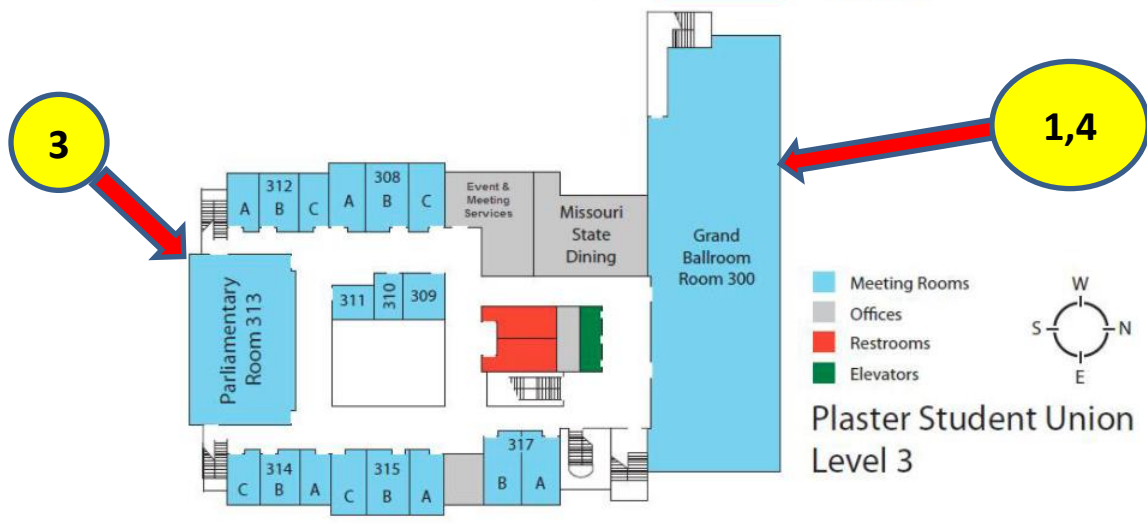 3
1,4
312
A B C
308
A B C
Event &
Meeting
Services
Missouri
State
Dining
Grand
Ballroom
Room 300
Parliamentary
Room 313
311
310
309
Meeting Rooms
Offices
Restrooms
Elevators
W
S
N
E
Plaster Student Union
Level 3
314
C B A
315
C B A
317
B A